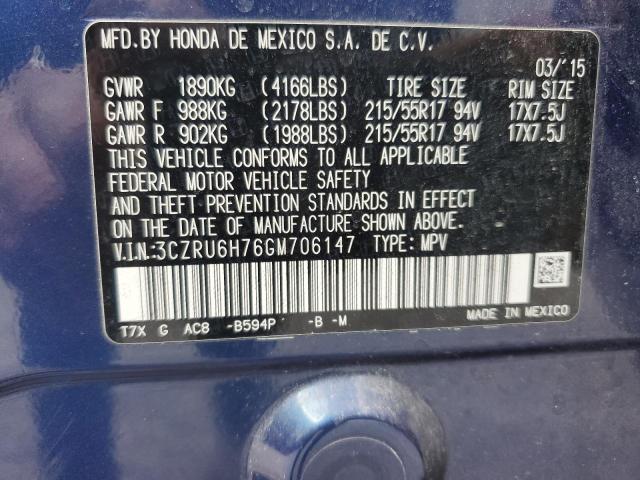 MFD.BY HONDA DE MEXICO S.A. DE C.V.
03/'15
GVWR 1890KG (4166LBS) TIRE SIZE RIM SIZE
GAWR F 988KG (2178LBS) 215/55R17 94V 17X7.5J
GAWR R 902KG (1988LBS) 215/55R17 94V 17X7.5J
THIS VEHICLE CONFORMS TO ALL APPLICABLE
FEDERAL MOTOR VEHICLE SAFETY
AND THEFT PREVENTION STANDARDS IN EFFECT
ON THE DATE OF MANUFACTURE SHOWN ABOVE.
V.I.N:3CZRU6H76GM706147 TYPE: MPV
T7X G AC8 -B594P -B -M
MADE IN MEXICO